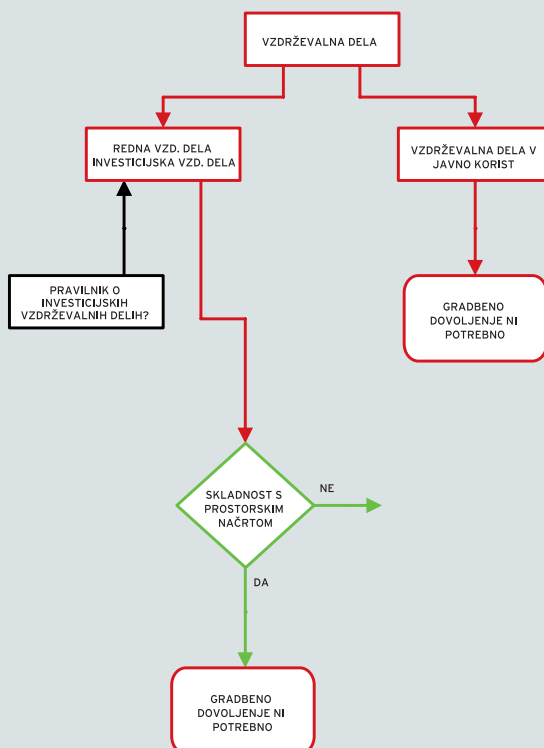 VZDRŽEVALNA DELA
REDNA VZD. DELA
INVESTICIJSKA VZD. DELA
VZDRŽEVALNA DELA V
JAVNO KORIST
PRAVILNIK O
INVESTICIJSKIH
VZDRŽEVALNIH DELIH?
GRADBENO
DOVOLJENJE NI
POTREBNO
SKLADNOST S
PROSTORSKIM
NAČRTOM
NE
DA
GRADBENO
DOVOLJENJE NI
POTREBNO